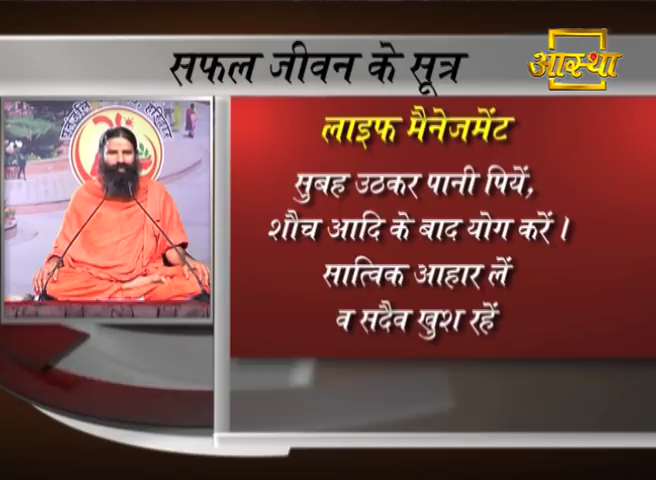 सफल जीवन के सूत्र
आस्था
लाइफ मैनेजमेंट
सुबह उठकर पानी पियें,
शौच आदि के बाद योग करें।
सात्विक आहार लें
व सदैव खुश रहें